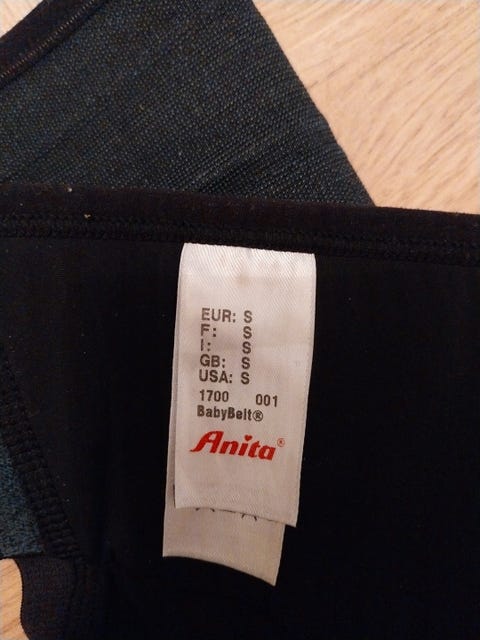 EUR: S
F: S
I: S
GB: S
USA: S
1700 001
BabyBelt®
Anita®